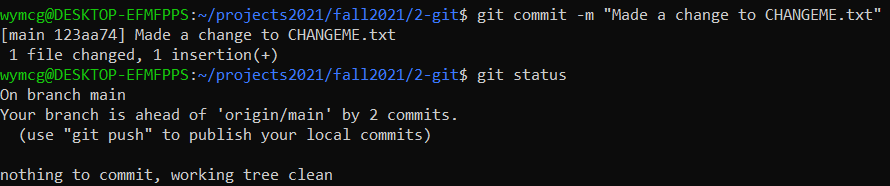 wymcg@DESKTOP-EFMFPPS:~/projects2021/fall2021/2-git$ git commit -m "Made a change to CHANGEME.txt"
[main 123aa74] Made a change to CHANGEME.txt
 1 file changed, 1 insertion(+)
wymcg@DESKTOP-EFMFPPS:~/projects2021/fall2021/2-git$ git status
On branch main
Your branch is ahead of 'origin/main' by 2 commits.
  (use "git push" to publish your local commits)

nothing to commit, working tree clean